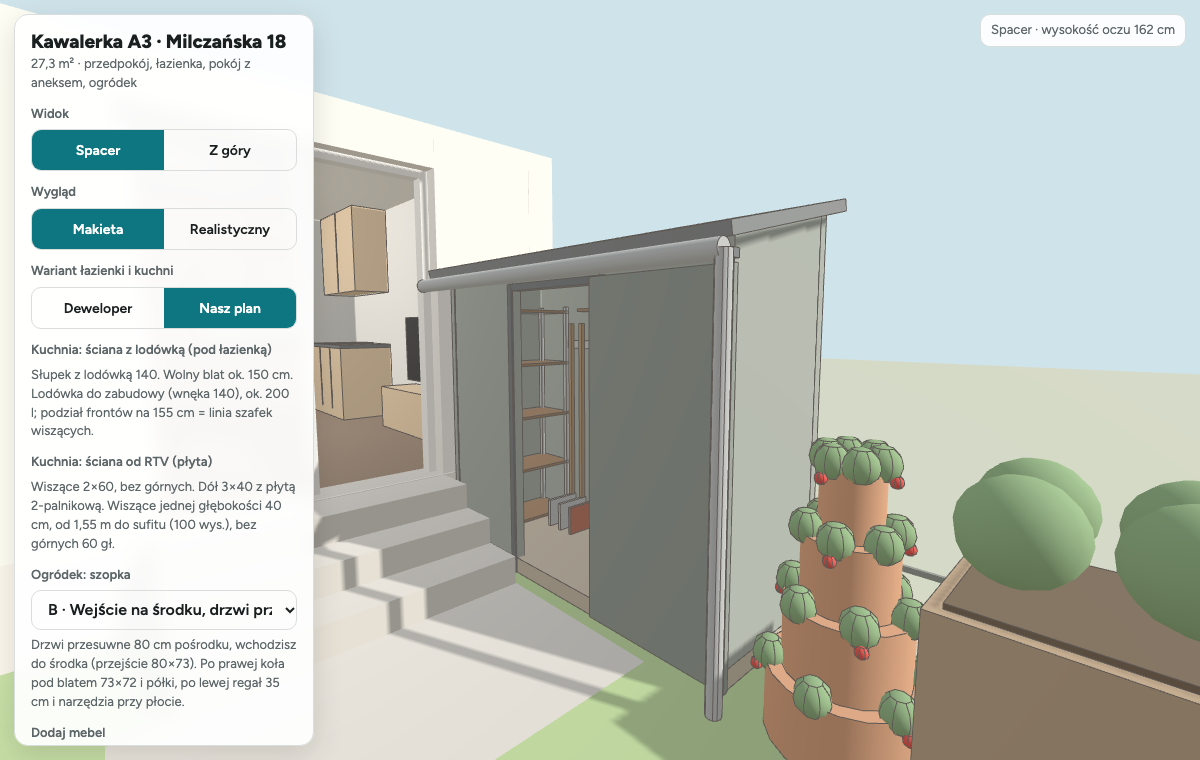 Kawalerka A3 · Milczańska 18
27,3 m² · przedpokój, łazienka, pokój z
aneksem, ogródek
Widok
Spacer
Z góry
Wygląd
Makieta
Realistyczny
Wariant łazienki i kuchni
Deweloper
Nasz plan
Kuchnia: ściana z lodówką (pod łazienką)
Słupek z lodówką 140. Wolny blat ok. 150 cm.
Lodówka do zabudowy (wnęka 140), ok. 200
l; podział frontów na 155 cm = linia szafek
wiszących.
Kuchnia: ściana od RTV (płyta)
Wiszące 2×60, bez górnych. Dół 3×40 z płytą
2-palnikową. Wiszące jednej głębokości 40
cm, od 1,55 m do sufitu (100 wys.), bez
górnych 60 gł.
Ogródek: szopka
B · Wejście na środku, drzwi prz
Drzwi przesuwne 80 cm pośrodku, wchodzisz
do środka (przejście 80×73). Po prawej koła
pod blatem 73×72 i półki, po lewej regał 35
cm i narzędzia przy płocie.
Dodaj mebel
Spacer · wysokość oczu 162 cm